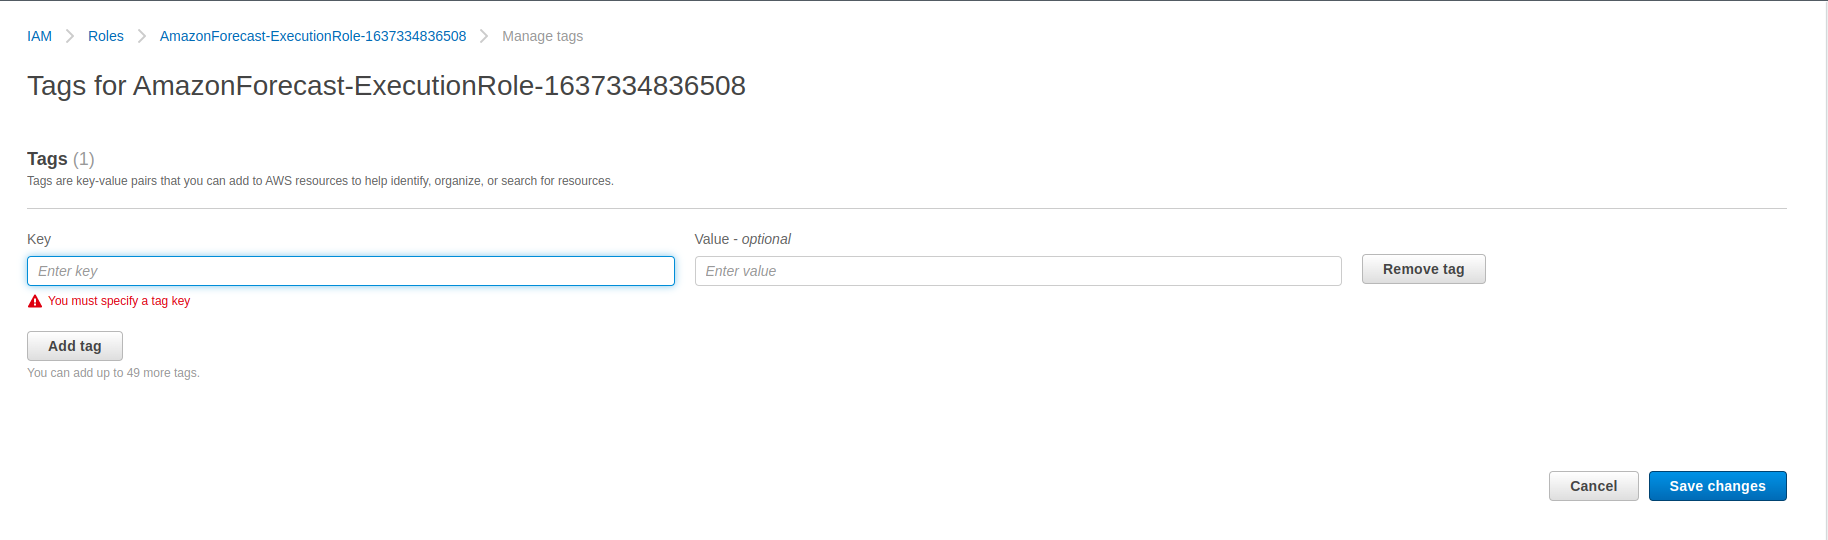 IAM Roles AmazonForecast-ExecutionRole-1637334836508 Manage tags
Tags for AmazonForecast-ExecutionRole-1637334836508
Tags (1)
Tags are key-value pairs that you can add to AWS resources to help identify, organize, or search for resources.
Key Value - optional
Enter key Enter value Remove tag
You must specify a tag key
Add tag
You can add up to 49 more tags.
Cancel Save changes